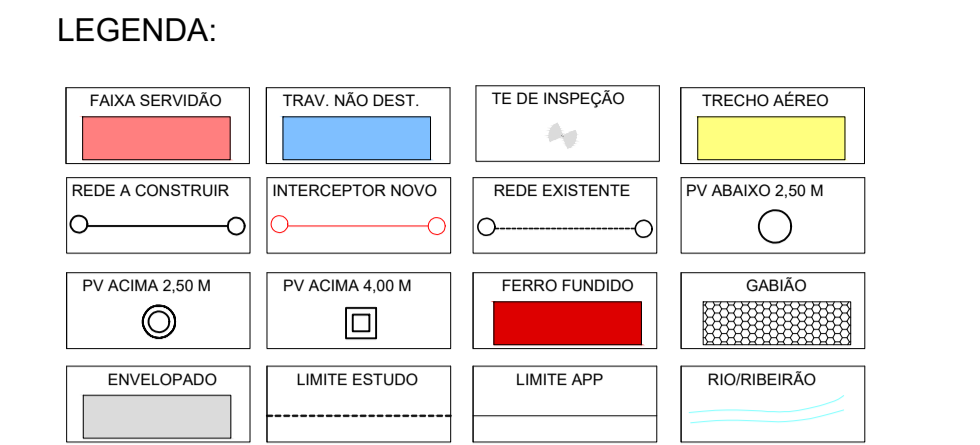 LEGENDA:
FAIXA SERVIDÃO
TRAV. NÃO DEST.
TE DE INSPEÇÃO
TRECHO AÉREO
REDE A CONSTRUIR
INTERCEPTOR NOVO
REDE EXISTENTE
PV ABAIXO 2,50 M
PV ACIMA 2,50 M
PV ACIMA 4,00 M
FERRO FUNDIDO
GABIÃO
ENVELOPADO
LIMITE ESTUDO
LIMITE APP
RIO/RIBEIRÃO